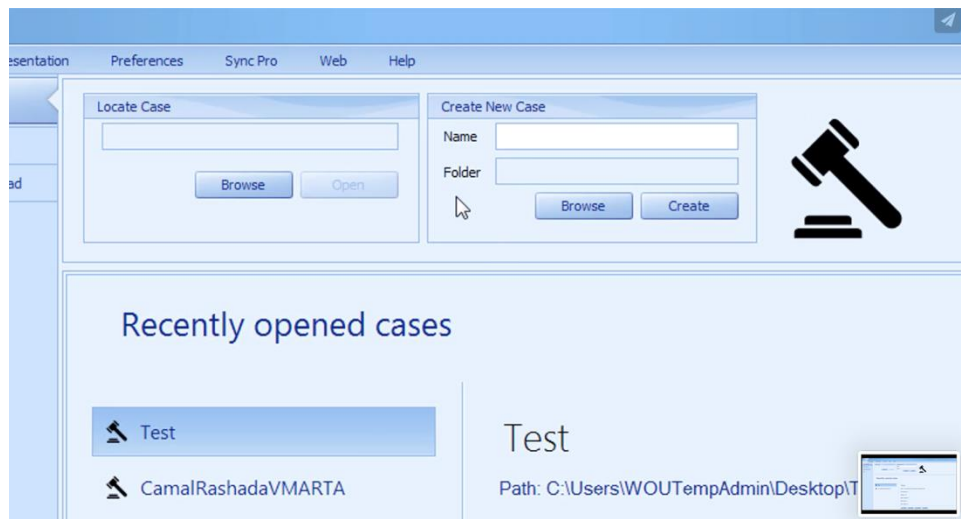 esentation Preferences Sync Pro Web Help
Locate Case
Create New Case
Name
ad
Folder
Browse Open
Browse Create
Recently opened cases
Test
Test
CamalRashadaVMARTA
Path: C:\Users\WOUTempAdmin\Desktop\T